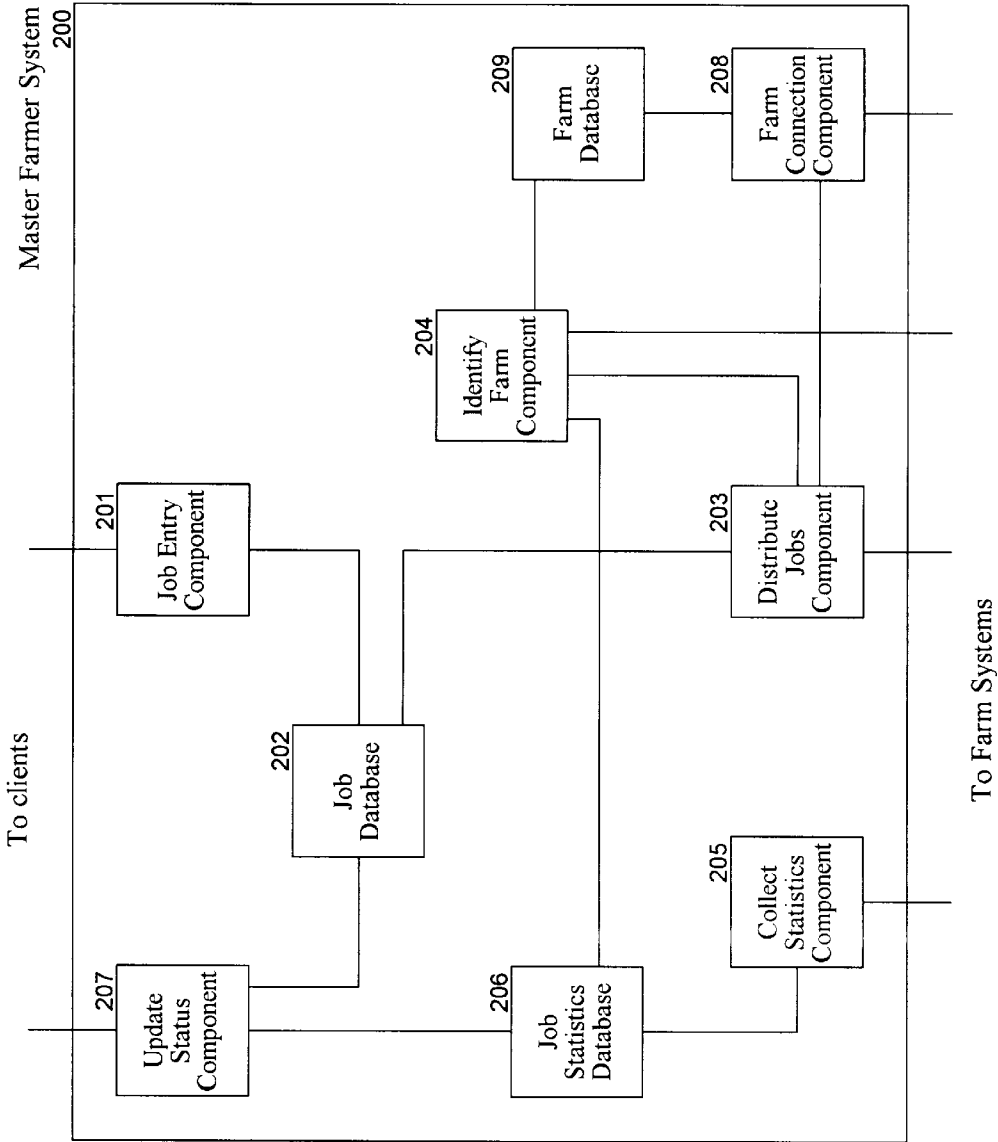 Master Farmer System
200
To clients
207
Update
Status
Component
201
Job Entry
Component
202
Job
Database
204
Identify
Farm
Component
209
Farm
Database
206
Job
Statistics
Database
205
Collect
Statistics
Component
203
Distribute
Jobs
Component
208
Farm
Connection
Component
To Farm Systems